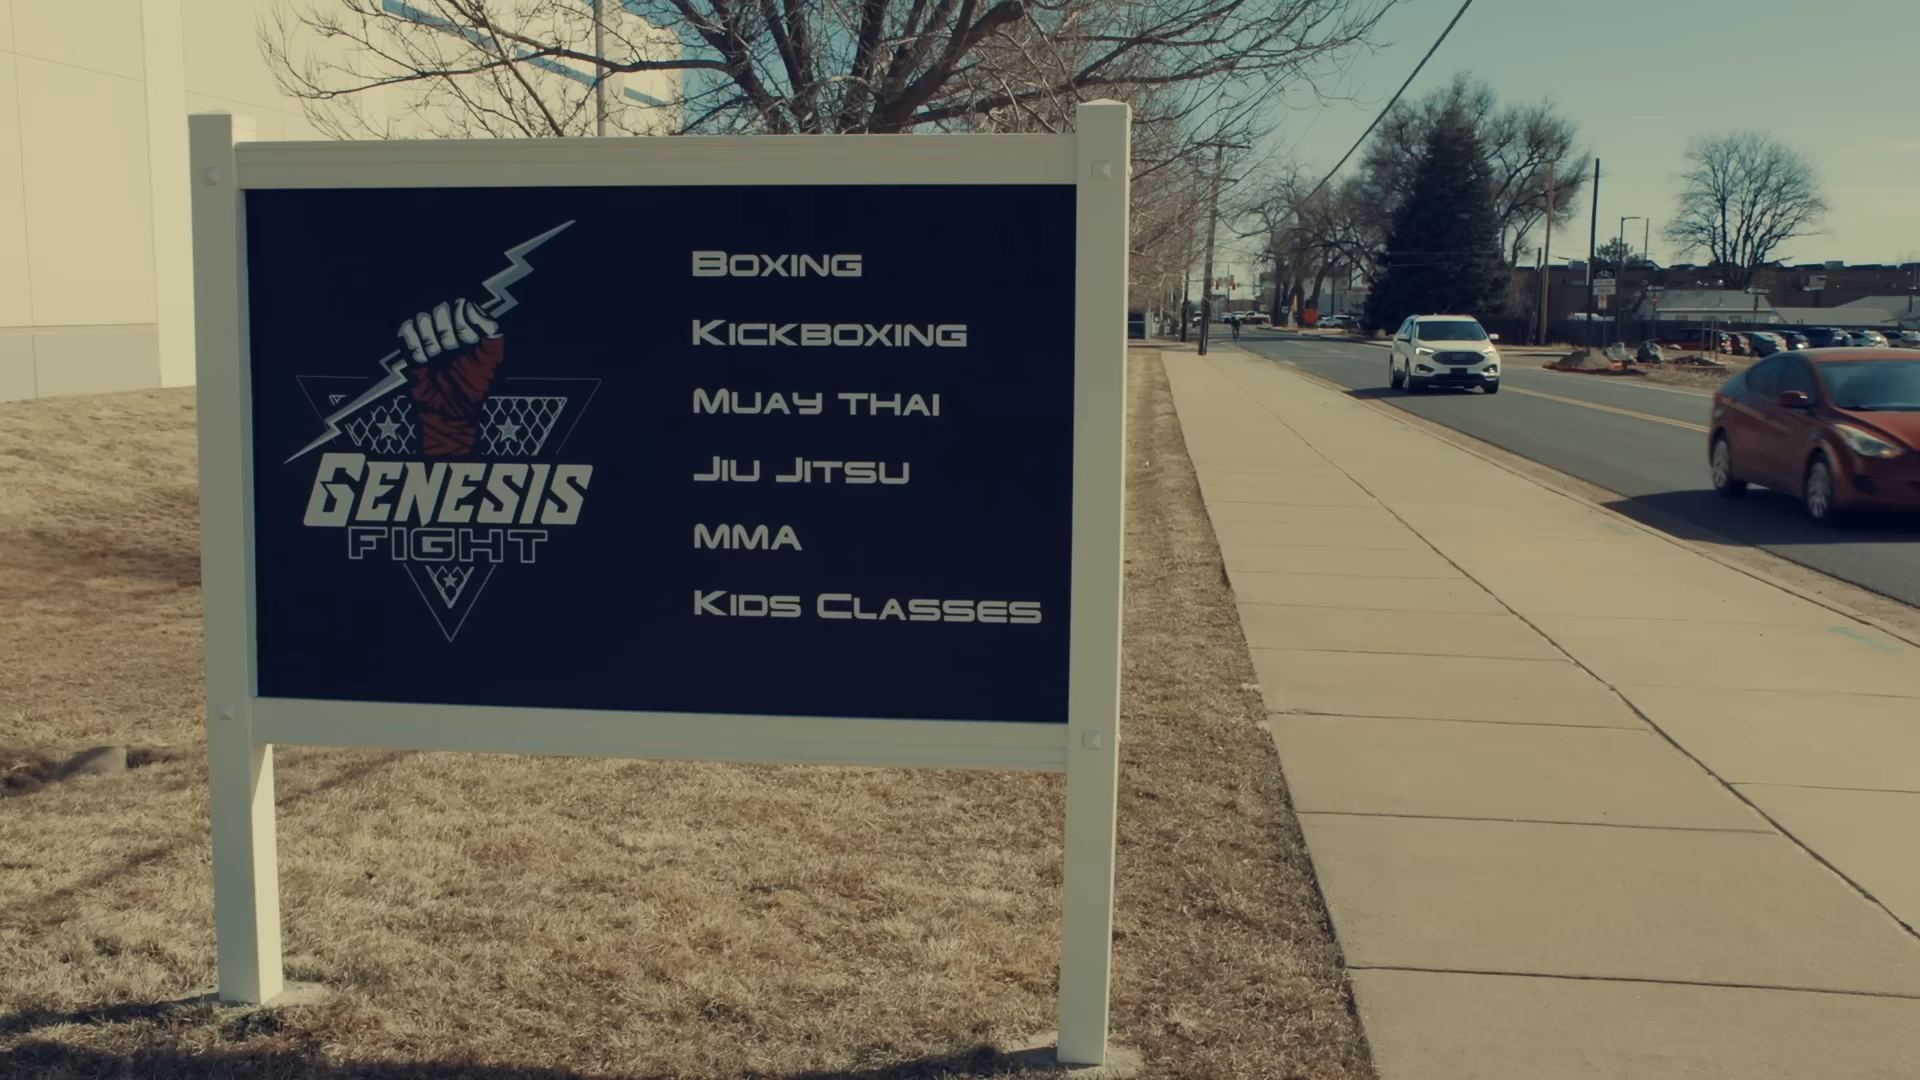 GENESIS
FIGHT
BOXING
KICKBOXING
MUAY THAI
JIU JITSU
MMA
KIDS CLASSES